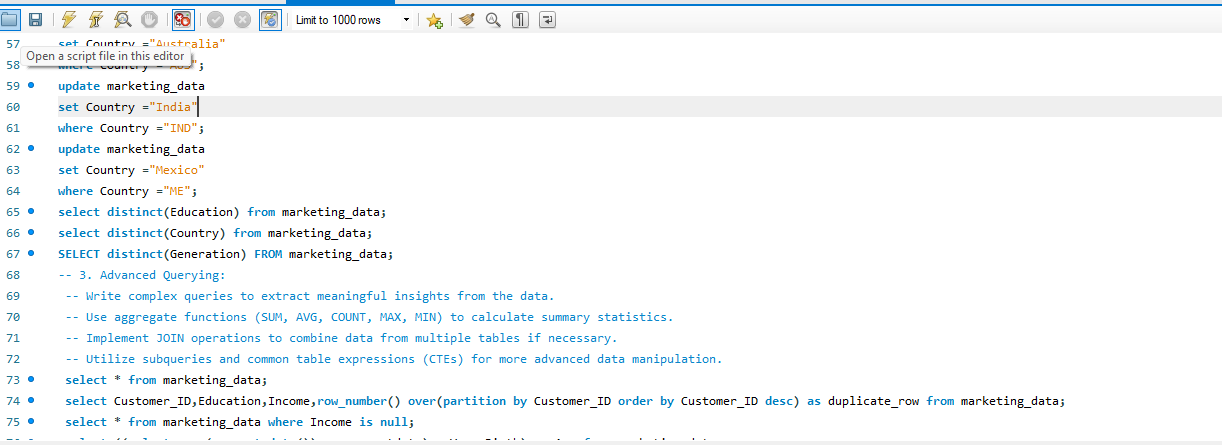 Limit to 1000 rows
57 set Country ="Australia"
Open a script file in this editor
58 where Country =
59 update marketing_data
60 set Country ="India"
61 where Country ="IND";
62 update marketing_data
63 set Country ="Mexico"
64 where Country ="ME";
65 select distinct(Education) from marketing_data;
66 select distinct(Country) from marketing_data;
67 SELECT distinct(Generation) FROM marketing_data;
68 -- 3. Advanced Querying:
69 -- Write complex queries to extract meaningful insights from the data.
70 -- Use aggregate functions (SUM, AVG, COUNT, MAX, MIN) to calculate summary statistics.
71 -- Implement JOIN operations to combine data from multiple tables if necessary.
72 -- Utilize subqueries and common table expressions (CTEs) for more advanced data manipulation.
73 select * from marketing_data;
74 select Customer_ID,Education,Income,row_number() over(partition by Customer_ID order by Customer_ID desc) as duplicate_row from marketing_data;
75 select * from marketing_data where Income is null;